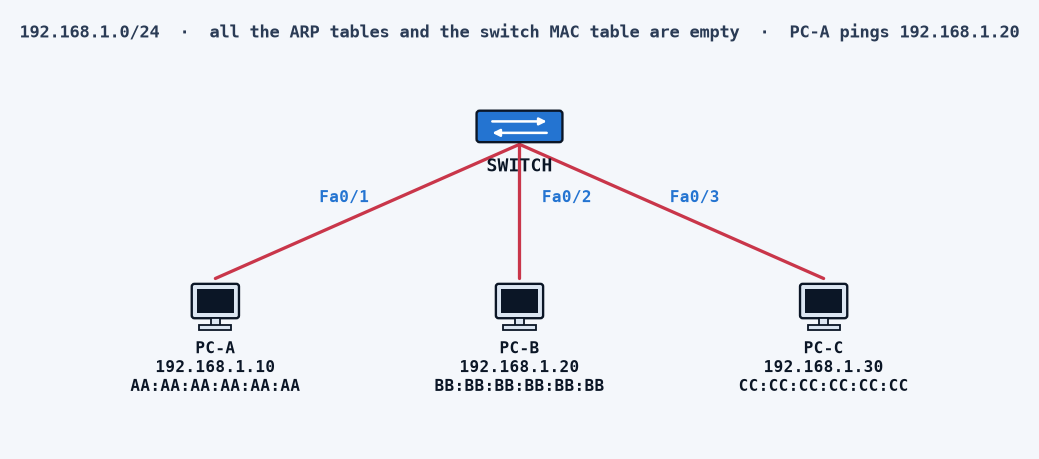 192.168.1.0/24 · all the ARP tables and the switch MAC table are empty · PC-A pings 192.168.1.20
SWITCH
Fa0/1
Fa0/2
Fa0/3
PC-A
192.168.1.10
AA:AA:AA:AA:AA:AA
PC-B
192.168.1.20
BB:BB:BB:BB:BB:BB
PC-C
192.168.1.30
CC:CC:CC:CC:CC:CC